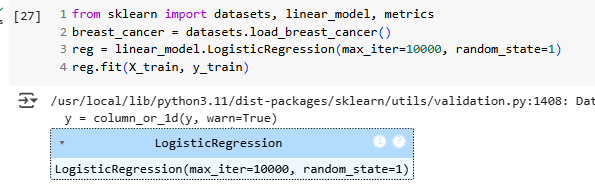 [27]
1 from sklearn import datasets, linear_model, metrics
2 breast_cancer = datasets.load_breast_cancer()
3 reg = linear_model.LogisticRegression(max_iter=10000, random_state=1)
4 reg.fit(X_train, y_train)
/usr/local/lib/python3.11/dist-packages/sklearn/utils/validation.py:1408: Dat
y = column_or_1d(y, warn=True)
LogisticRegression
LogisticRegression(max_iter=10000, random_state=1)